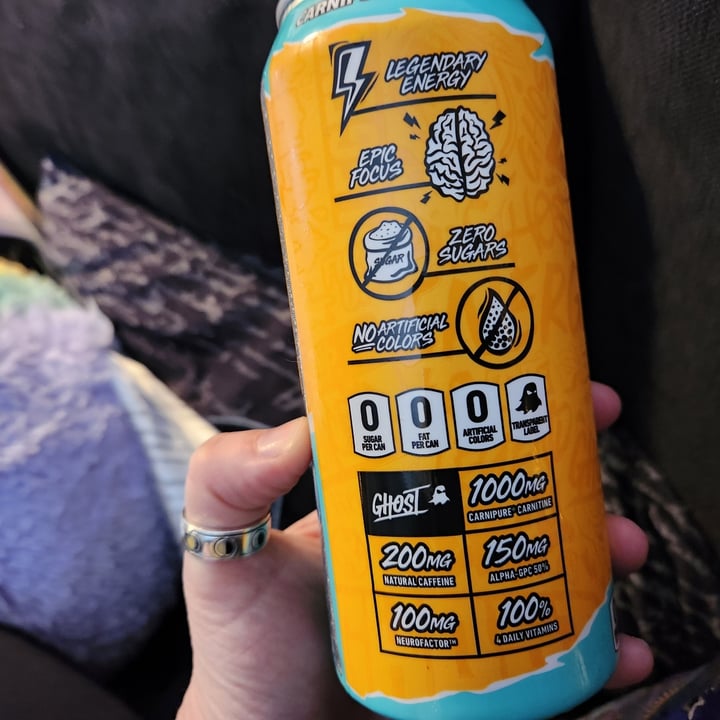 CARNI
LEGENDARY
ENERGY
EPIC
FOCUS
SUGAR
ZERO
SUGARS
NO ARTIFICIAL
COLORS
0
SUGAR
PER CAN
0
FAT
PER CAN
0
ARTIFICIAL
COLORS
TRANSPARENT
LABEL
GHOST
1000MG
CARNIPURE® CARNITINE
200MG
NATURAL CAFFEINE
150MG
ALPHA-GPC 50%
100MG
NEUROFACTOR™
100%
4 DAILY VITAMINS